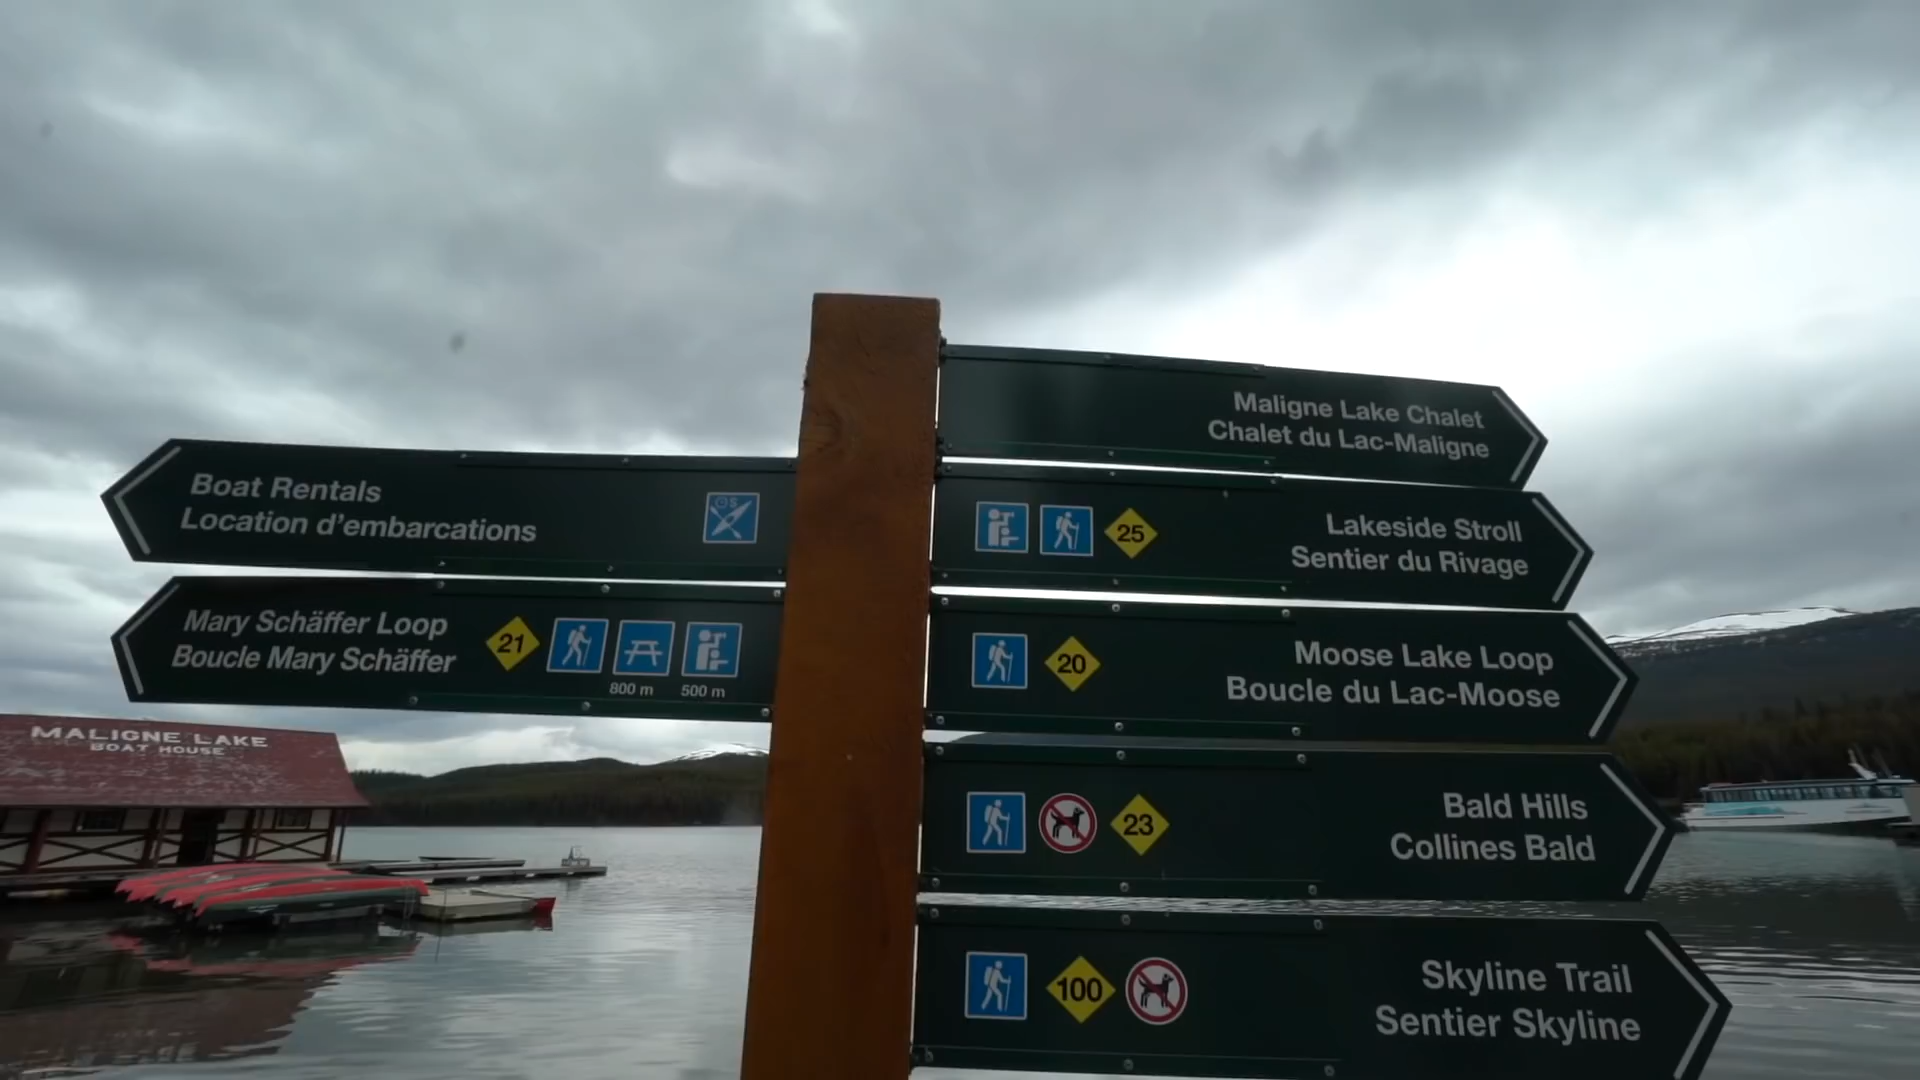 Maligne Lake Chalet
Chalet du Lac-Maligne
Boat Rentals
Location d'embarcations
25
Lakeside Stroll
Sentier du Rivage
Mary Schäffer Loop
Boucle Mary Schäffer
21
800 m
500 m
20
Moose Lake Loop
Boucle du Lac-Moose
MALIGNE LAKE
BOAT HOUSE
23
Bald Hills
Collines Bald
100
Skyline Trail
Sentier Skyline